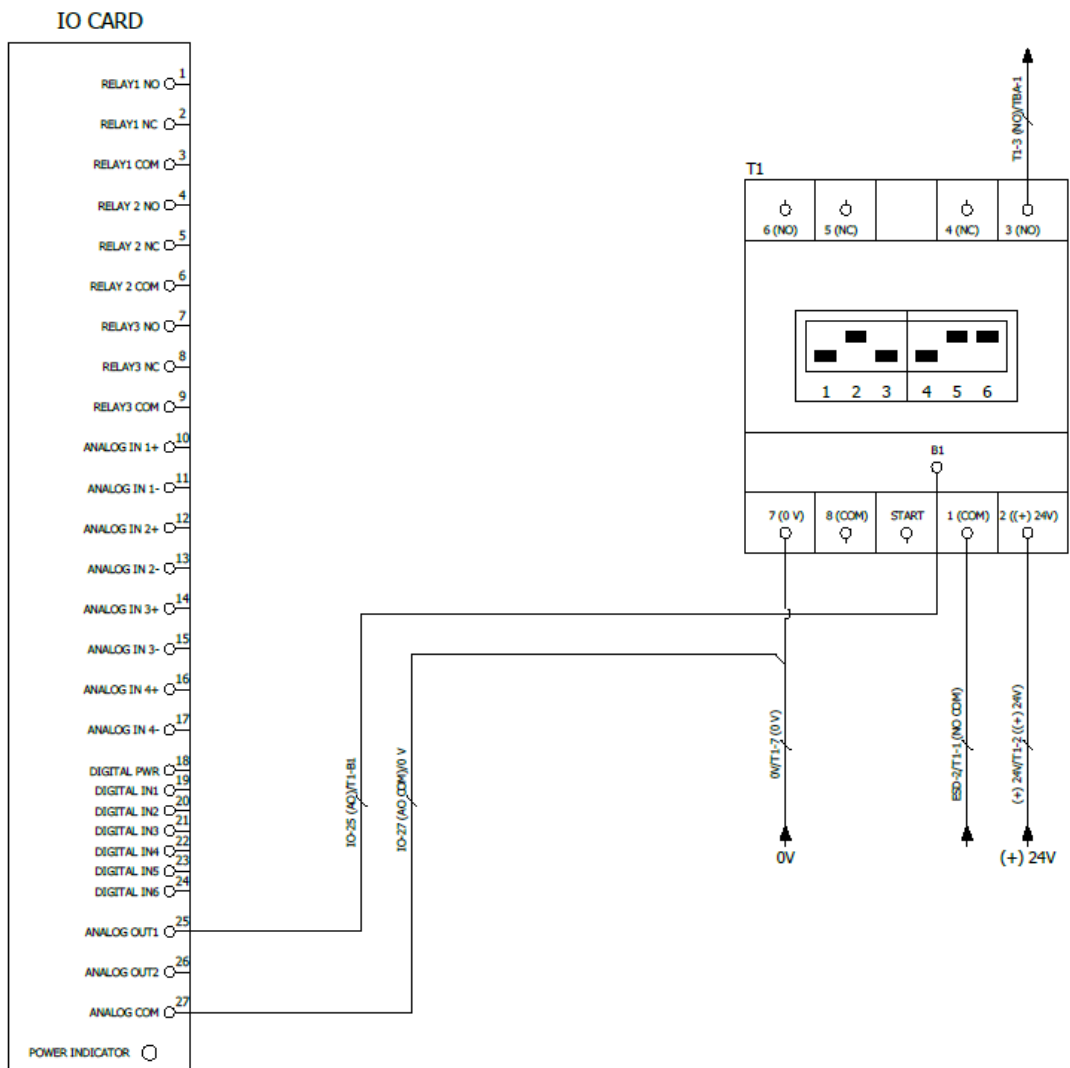 IO CARD
RELAY1 NO 1
RELAY1 NC 2
RELAY1 COM 3
RELAY 2 NO 4
RELAY 2 NC 5
RELAY 2 COM 6
RELAY3 NO 7
RELAY3 NC 8
RELAY3 COM 9
ANALOG IN 1+ 10
ANALOG IN 1- 11
ANALOG IN 2+ 12
ANALOG IN 2- 13
ANALOG IN 3+ 14
ANALOG IN 3- 15
ANALOG IN 4+ 16
ANALOG IN 4- 17
DIGITAL PWR 18
DIGITAL IN1 19
DIGITAL IN2 20
DIGITAL IN3 21
DIGITAL IN4 22
DIGITAL IN5 23
DIGITAL IN6 24
ANALOG OUT1 25
ANALOG OUT2 26
ANALOG COM 27
POWER INDICATOR
IO-25 (AO)/T1-B1
IO-27 (AO COM)/0 V
T1-3 (NO)/TBA-1
T1
6 (NO) 5 (NC) 4 (NC) 3 (NO)
1 2 3 4 5 6
B1
7 (0 V) 8 (COM) START 1 (COM) 2 ((+) 24V)
0V/T1-7 (0 V)
ESD-2/T1-1 (NO COM)
(+) 24V/T1-2 ((+) 24V)
0V
(+) 24V